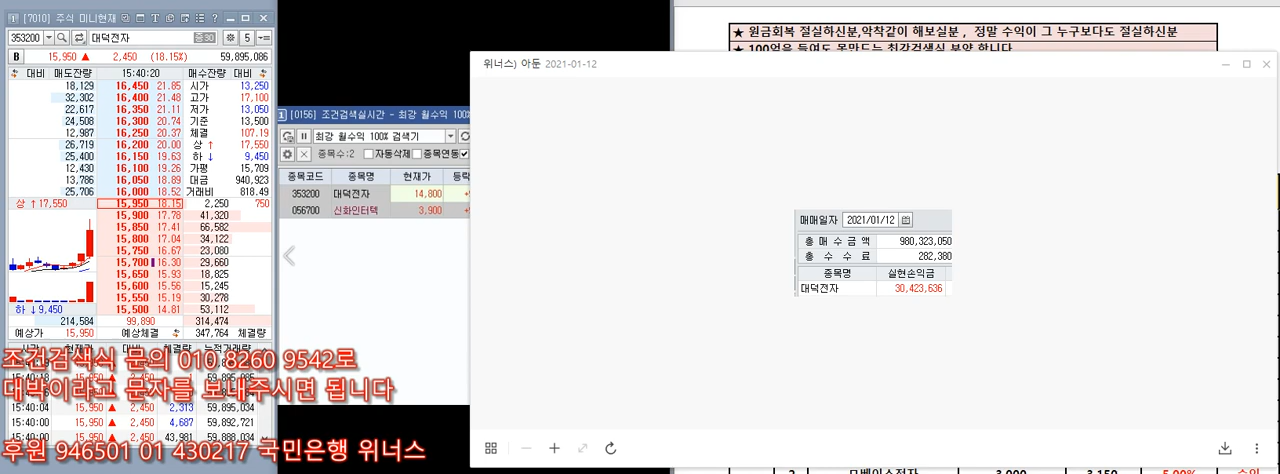 [7010] 주식 미니현재
353200 대덕전자 증30 5
B 15,950 ▲ 2,450 (18.15%) 59,895,086
대비 매도잔량 15:40:20 매수잔량 대비
18,129 16,450 21.85 시가 13,250
32,302 16,400 21.48 고가 17,100
22,617 16,350 21.11 저가 13,050
24,508 16,300 20.74 기준 13,500
12,987 16,250 20.37 체결 107.19
26,719 16,200 20.00 상 ↑ 17,550
25,400 16,150 19.63 하 ↓ 9,450
12,430 16,100 19.26 가평 15,709
13,786 16,050 18.89 대금 940,923
25,706 16,000 18.52 거래비 818.49
상 ↑17,550 15,950 18.15 2,250 750
15,900 17.78 41,320
15,850 17.41 66,582
15,800 17.04 34,122
15,750 16.67 23,080
15,700 16.30 29,660
15,650 15.93 18,825
15,600 15.56 15,245
15,550 15.19 30,278
하 ↓9,450 15,500 14.81 53,112
214,584 99,890 314,474
예상가 15,950 예상체결 347,764 체결량
조건검색식 문의 010 8260 9542로
대박이라고 문자를 보내주시면 됩니다
15:40:04 15,950 ▲ 2,450 2,313 59,895,034
15:40:00 15,950 ▲ 2,450 4,687 59,892,721
15:40:00 15,950 ▲ 2,450 43,981 59,888,034
후원 946501 01 430217 국민은행 위너스
[0156] 조건검색실시간 - 최강 월수익 100%
최강 월수익 100% 검색기
종목수:2 자동삭제 종목연동
종목코드 종목명 현재가 등락
353200 대덕전자 14,800
056700 신화인터텍 3,900
★ 원금회복 절실하신분,악착같이 해보실분 , 정말 수익이 그 누구보다도 절실하신분
★ 100억을 들여도 못만드는 최강검색식 부양 합니다
위너스) 아둔 2021-01-12
매매일자 2021/01/12
총매수금액 980,323,050
총 수 수 료 282,380
종목명 실현손익금
대덕전자 30,423,636
2 모베이스전자 3,000 3,150 5.00% 수익